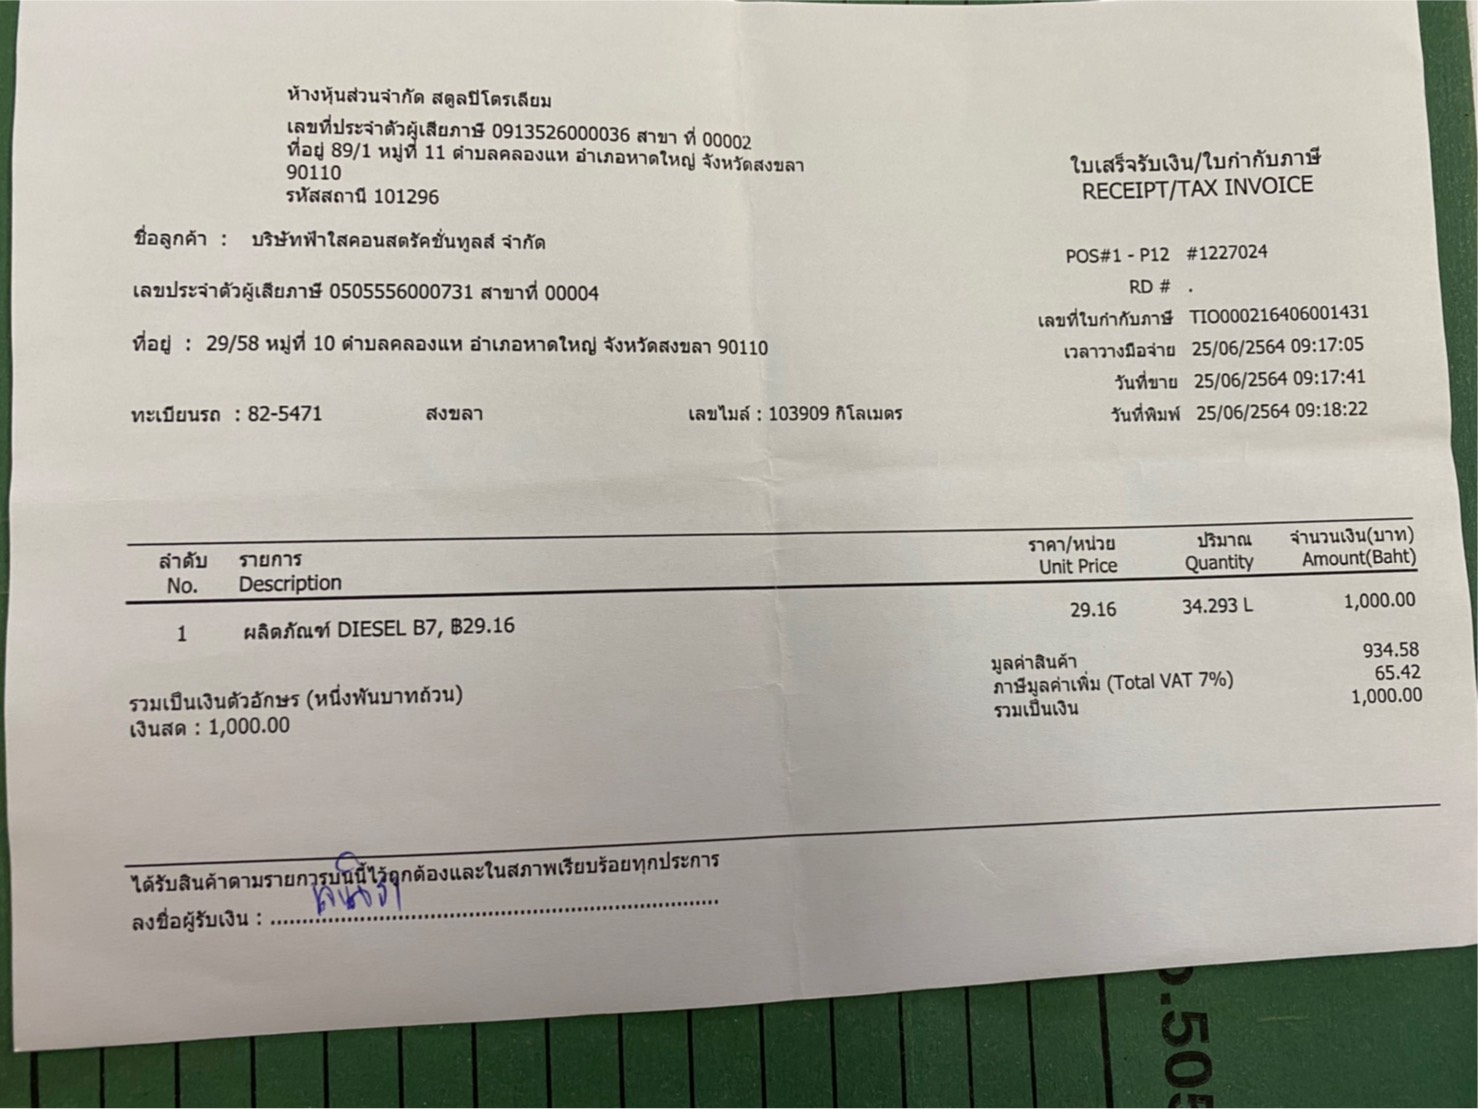 ห้างหุ้นส่วนจำกัด สตูลปิโตรเลียม
เลขที่ประจำตัวผู้เสียภาษี 0913526000036 สาขา ที่ 00002
ที่อยู่ 89/1 หมู่ที่ 11 ตำบลคลองแห อำเภอหาดใหญ่ จังหวัดสงขลา
90110
รหัสสถานี 101296
ใบเสร็จรับเงิน/ใบกำกับภาษี
RECEIPT/TAX INVOICE
ชื่อลูกค้า : บริษัทฟ้าใสคอนสตรัคชั่นทูลส์ จำกัด
เลขประจำตัวผู้เสียภาษี 0505556000731 สาขาที่ 00004
ที่อยู่ : 29/58 หมู่ที่ 10 ตำบลคลองแห อำเภอหาดใหญ่ จังหวัดสงขลา 90110
ทะเบียนรถ : 82-5471 สงขลา เลขไมล์ : 103909 กิโลเมตร
POS#1 - P12 #1227024
RD # .
เลขที่ใบกำกับภาษี TIO000216406001431
เวลาวางมือจ่าย 25/06/2564 09:17:05
วันที่ขาย 25/06/2564 09:17:41
วันที่พิมพ์ 25/06/2564 09:18:22
ลำดับ รายการ ราคา/หน่วย ปริมาณ จำนวนเงิน(บาท)
No. Description Unit Price Quantity Amount(Baht)
1 ผลิตภัณฑ์ DIESEL B7, ฿29.16 29.16 34.293 L 1,000.00
มูลค่าสินค้า 934.58
ภาษีมูลค่าเพิ่ม (Total VAT 7%) 65.42
รวมเป็นเงิน 1,000.00
รวมเป็นเงินตัวอักษร (หนึ่งพันบาทถ้วน)
เงินสด : 1,000.00
ได้รับสินค้าตามรายการบนนี้ไว้ถูกต้องและในสภาพเรียบร้อยทุกประการ
ลงชื่อผู้รับเงิน : ......................................................................
.505